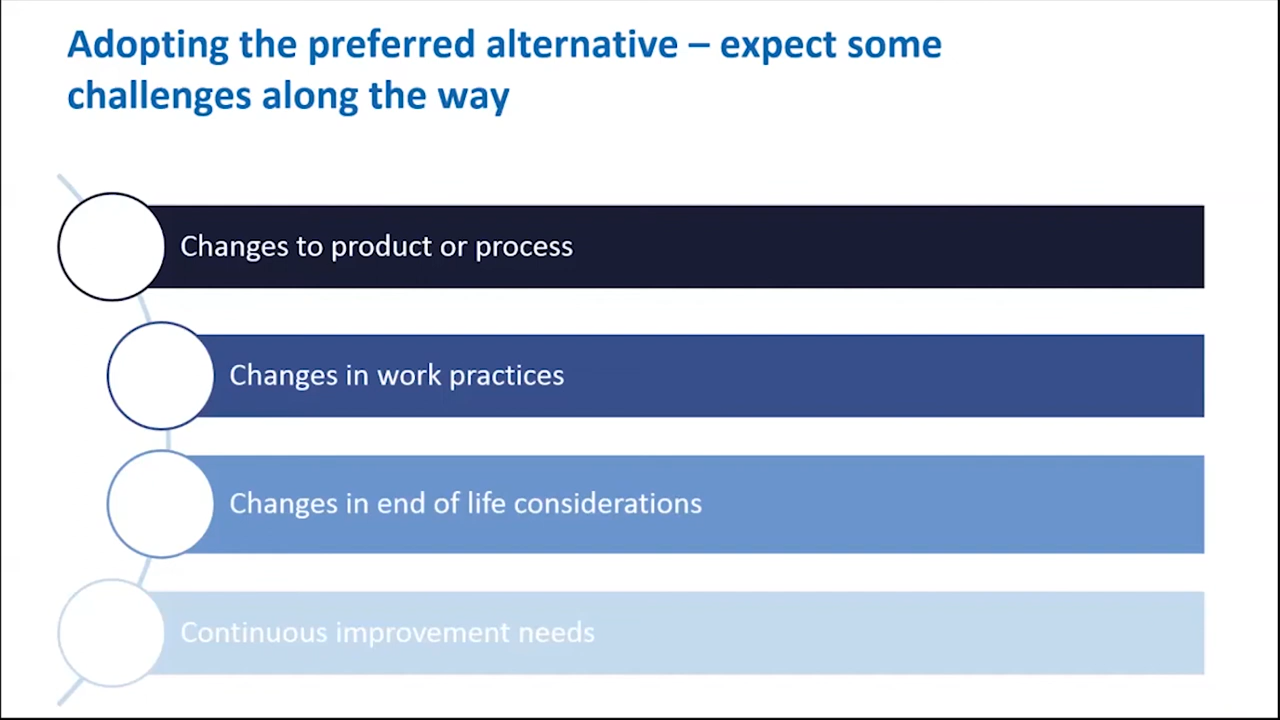 Adopting the preferred alternative – expect some
challenges along the way
Changes to product or process
Changes in work practices
Changes in end of life considerations
Continuous improvement needs